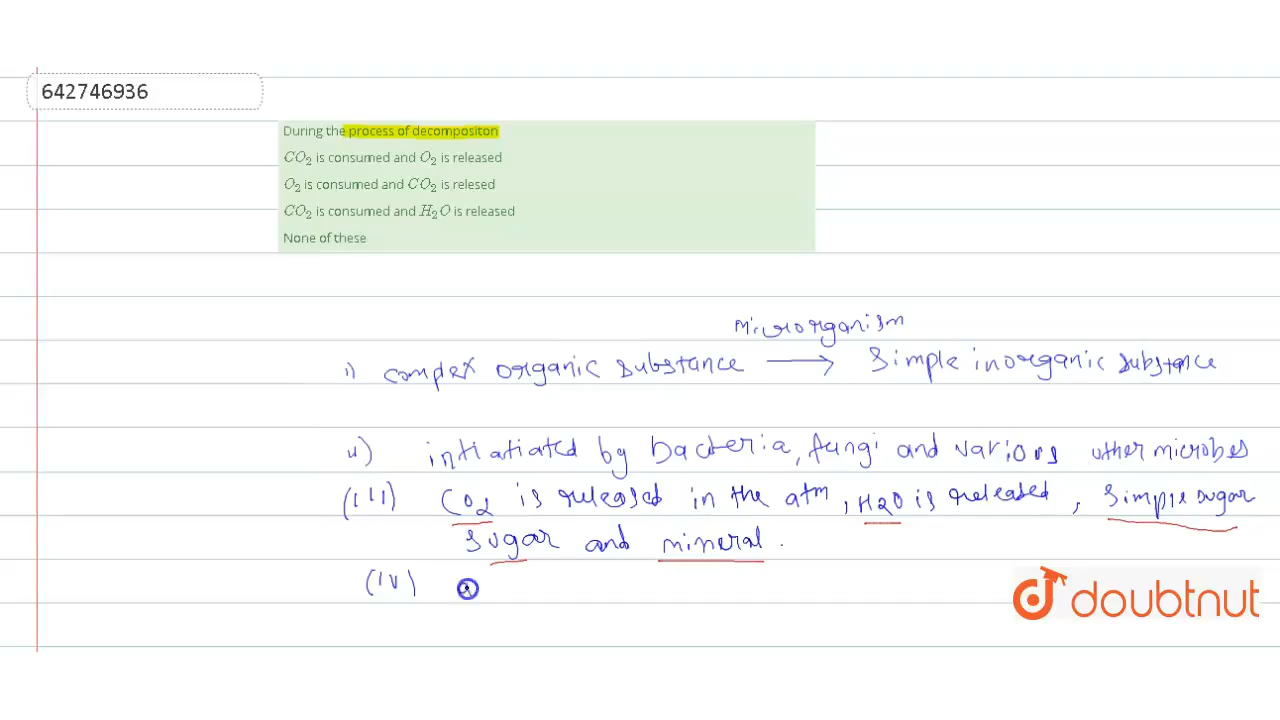 642746936
During the process of decompositon
CO2 is consumed and O2 is released
O2 is consumed and CO2 is relesed
CO2 is consumed and H2O is released
None of these
Microorganism
i) complex organic substance → simple inorganic substance
ii) intiatiated by bacteria, fungi and various other microbes
(iii) CO2 is released in the atm, H2O is released, simple sugar
sugar and mineral.
(iv)
doubtnut